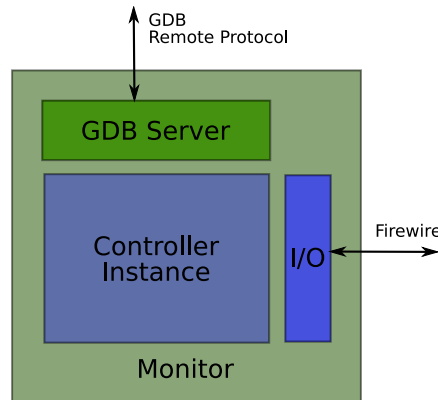 GDB
Remote Protocol
GDB Server
Controller
Instance
I/O
Firewire
Monitor